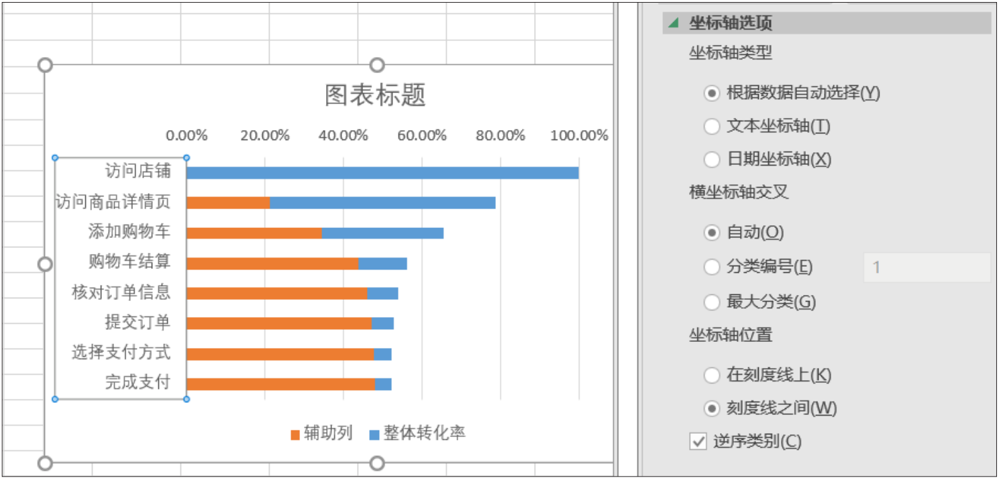 图表标题
0.00% 20.00% 40.00% 60.00% 80.00% 100.00%
访问店铺
访问商品详情页
添加购物车
购物车结算
核对订单信息
提交订单
选择支付方式
完成支付
辅助列 整体转化率
坐标轴选项
坐标轴类型
根据数据自动选择(Y)
文本坐标轴(T)
日期坐标轴(X)
横坐标轴交叉
自动(O)
分类编号(E) 1
最大分类(G)
坐标轴位置
在刻度线上(K)
刻度线之间(W)
逆序类别(C)